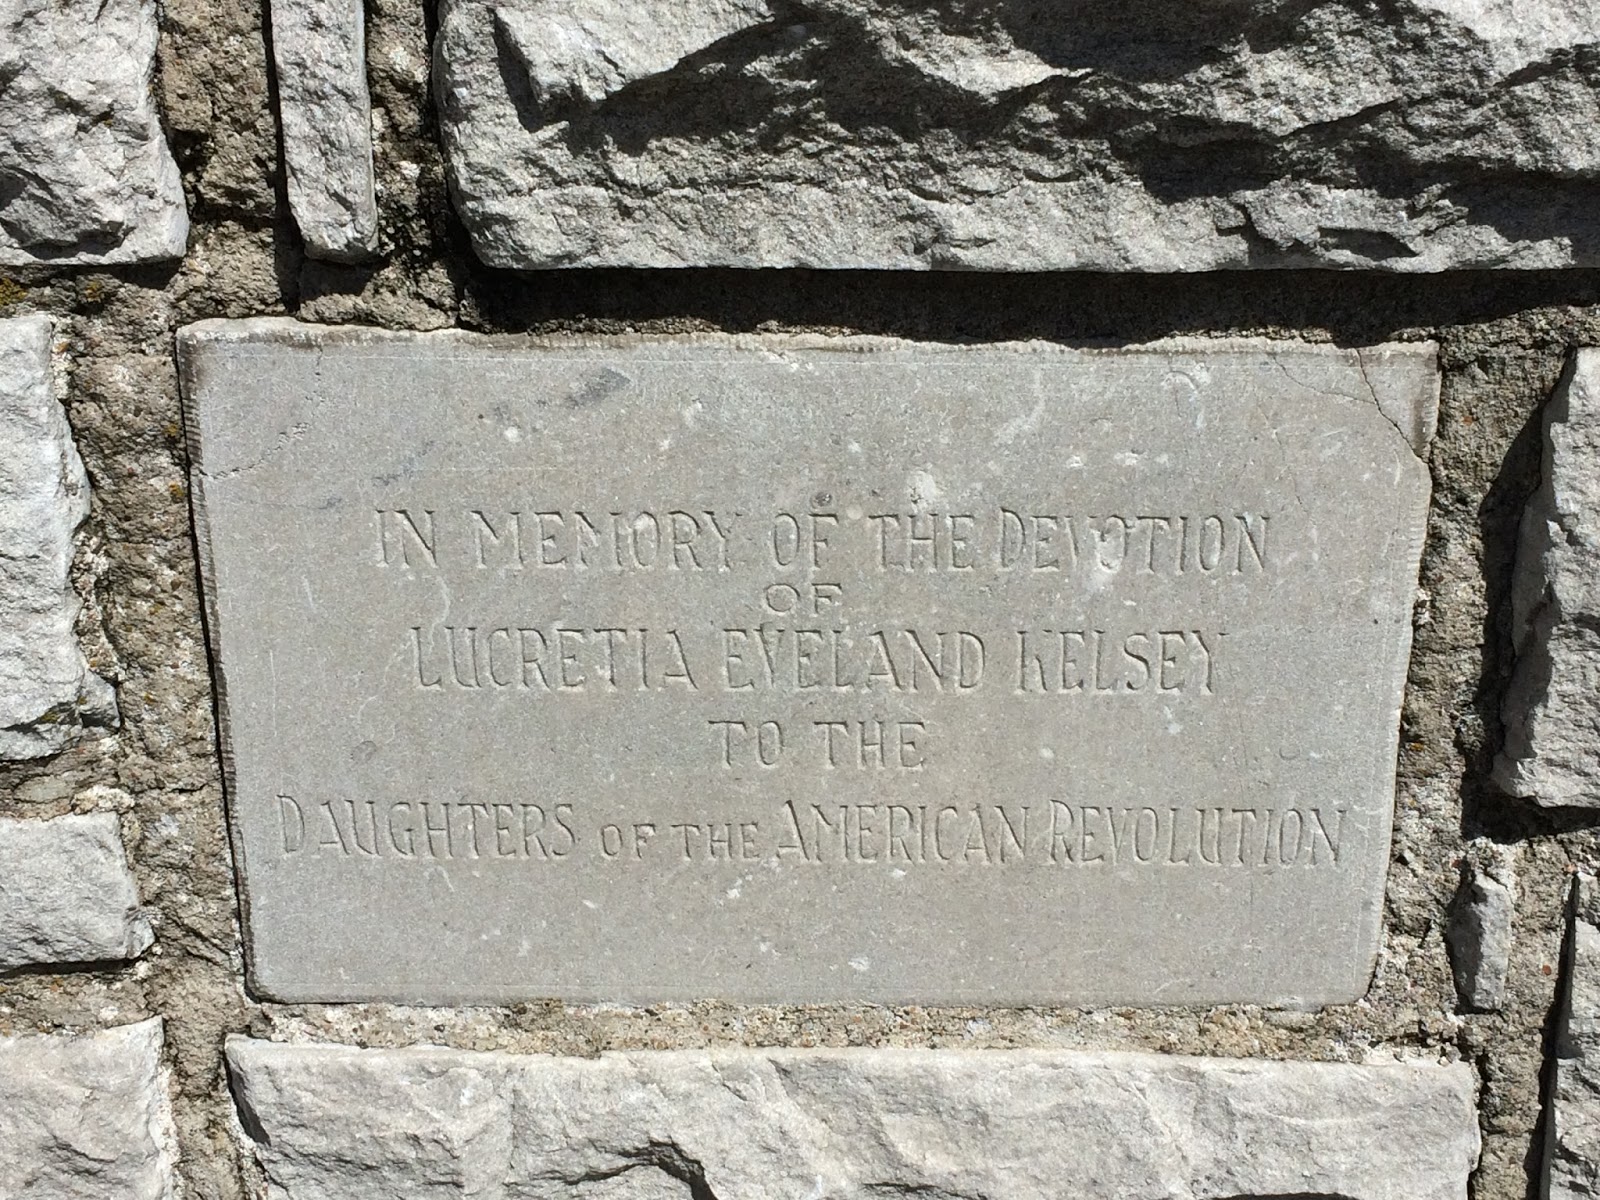 IN MEMORY OF THE DEVOTION
OF
LUCRETIA EVELAND KELSEY
TO THE
DAUGHTERS OF THE AMERICAN REVOLUTION